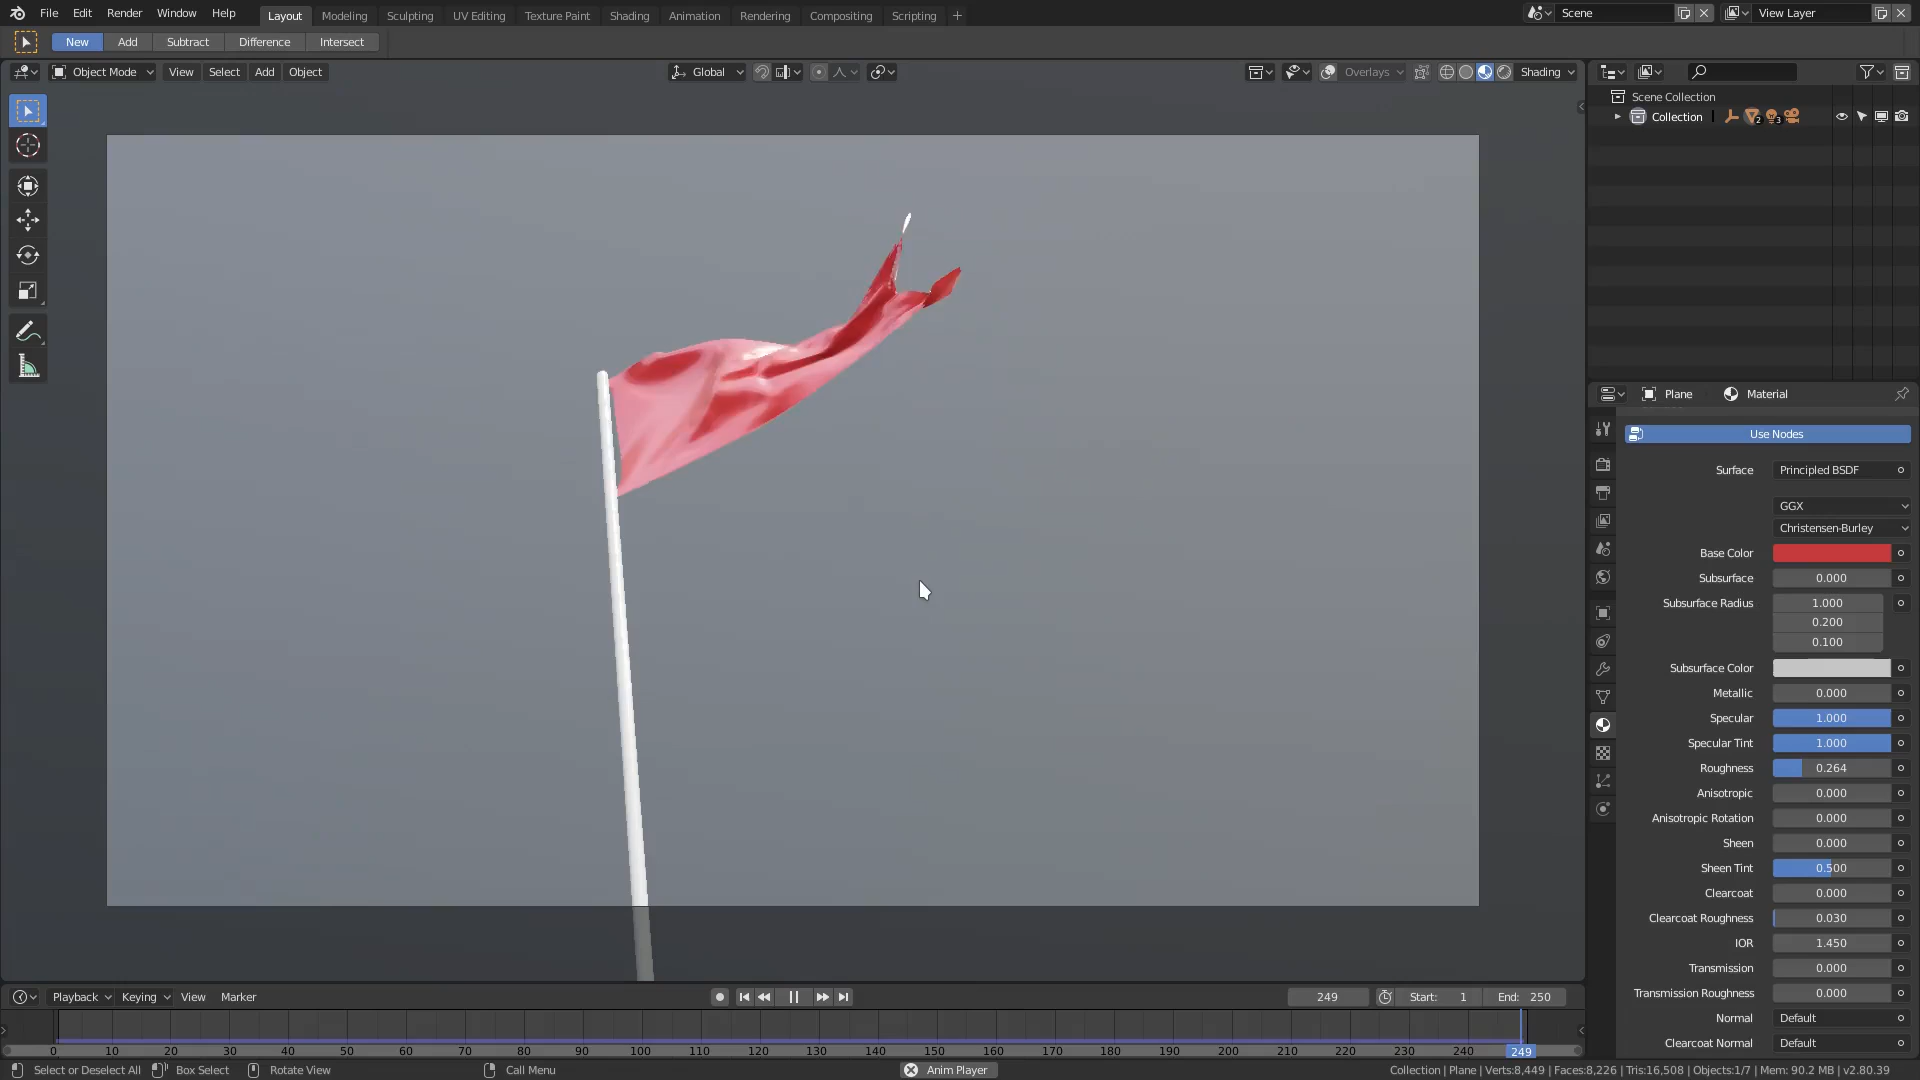 File Edit Render Window Help Layout Modeling Sculpting UV Editing Texture Paint Shading Animation Rendering Compositing Scripting + Scene View Layer
New Add Subtract Difference Intersect
Object Mode View Select Add Object Global Overlays Shading
Scene Collection
Collection 2 3
Plane Material
Use Nodes
Surface Principled BSDF
GGX
Christensen-Burley
Base Color
Subsurface 0.000
Subsurface Radius 1.000
0.200
0.100
Subsurface Color
Metallic 0.000
Specular 1.000
Specular Tint 1.000
Roughness 0.264
Anisotropic 0.000
Anisotropic Rotation 0.000
Sheen 0.000
Sheen Tint 0.500
Clearcoat 0.000
Clearcoat Roughness 0.030
IOR 1.450
Transmission 0.000
Transmission Roughness 0.000
Normal Default
Clearcoat Normal Default
Playback Keying View Marker 249 Start: 1 End: 250
0 10 20 30 40 50 60 70 80 90 100 110 120 130 140 150 160 170 180 190 200 210 220 230 240 249
Select or Deselect All Box Select Rotate View Call Menu Anim Player Collection | Plane | Verts:8,449 | Faces:8,226 | Tris:16,508 | Objects:1/7 | Mem: 90.2 MB | v2.80.39